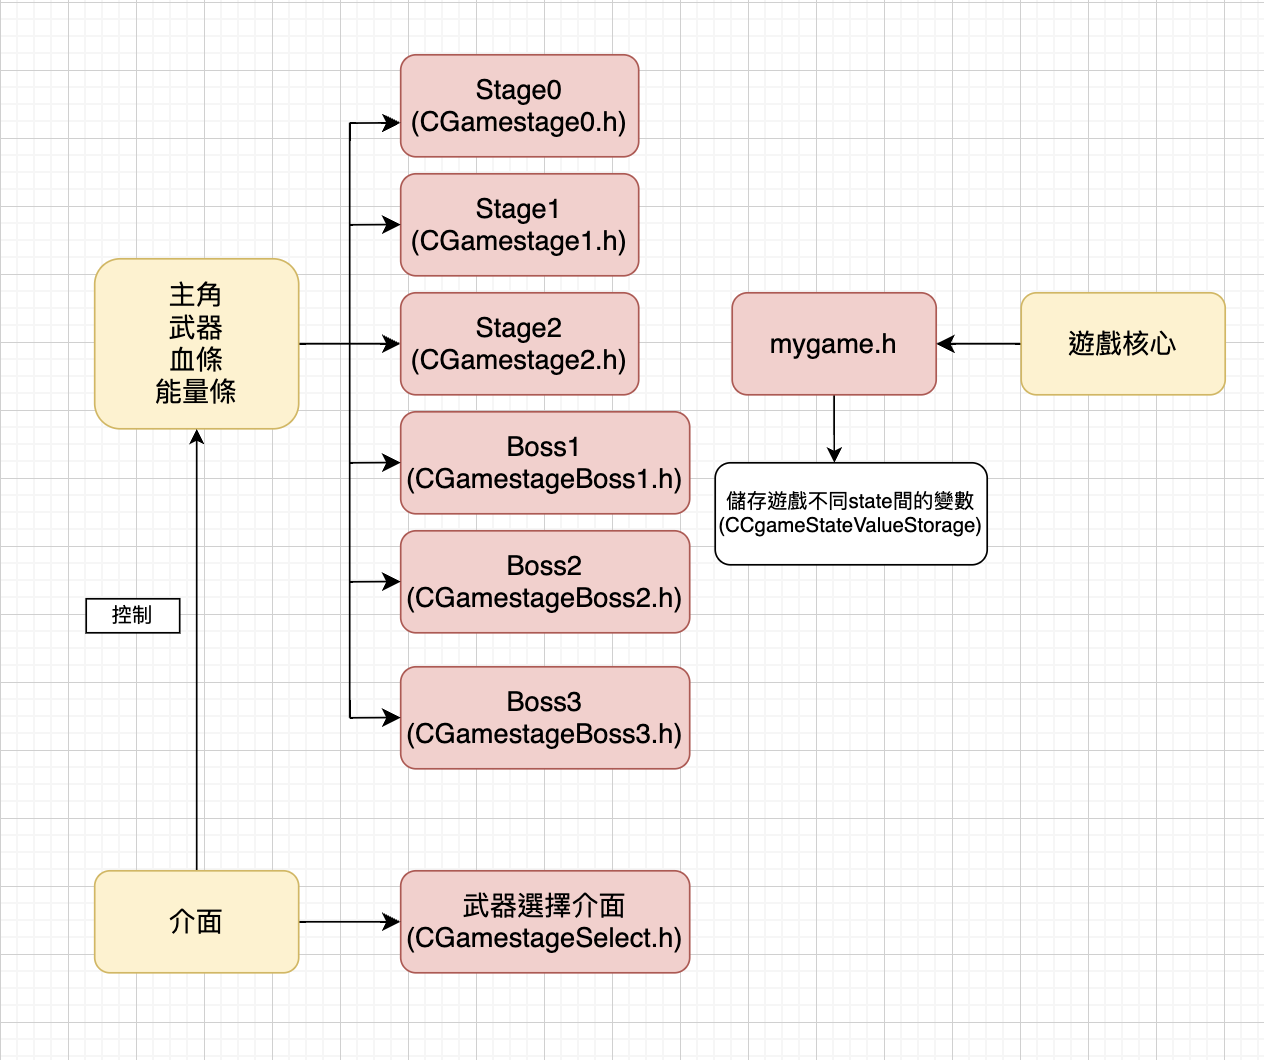 Stage0
(CGamestage0.h)
Stage1
(CGamestage1.h)
主角
武器
血條
能量條
Stage2
(CGamestage2.h)
mygame.h
遊戲核心
Boss1
(CGamestageBoss1.h)
儲存遊戲不同state間的變數
(CCgameStateValueStorage)
Boss2
(CGamestageBoss2.h)
控制
Boss3
(CGamestageBoss3.h)
介面
武器選擇介面
(CGamestageSelect.h)